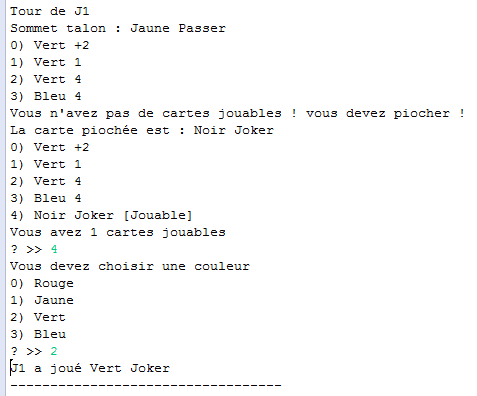 Tour de J1
Sommet talon : Jaune Passer
0) Vert +2
1) Vert 1
2) Vert 4
3) Bleu 4
Vous n'avez pas de cartes jouables ! vous devez piocher !
La carte piochée est : Noir Joker
0) Vert +2
1) Vert 1
2) Vert 4
3) Bleu 4
4) Noir Joker [Jouable]
Vous avez 1 cartes jouables
? >> 4
Vous devez choisir une couleur
0) Rouge
1) Jaune
2) Vert
3) Bleu
? >> 2
J1 a joué Vert Joker
----------------------------------